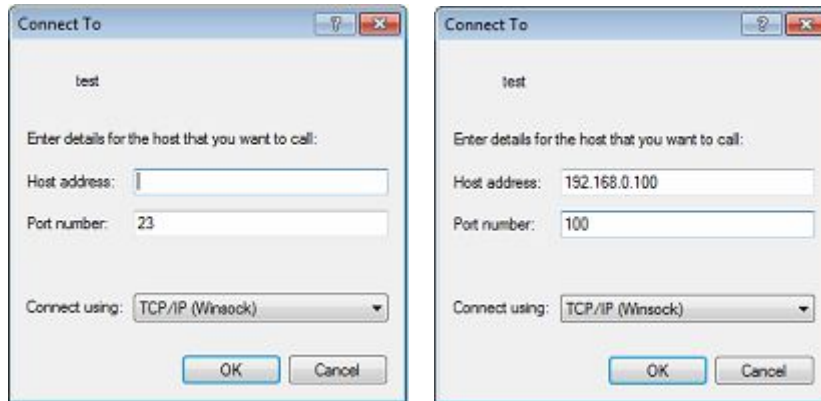 Connect To
test
Enter details for the host that you want to call:
Host address:
Port number: 23
Connect using: TCP/IP (Winsock)
OK Cancel
Connect To
test
Enter details for the host that you want to call:
Host address: 192.168.0.100
Port number: 100
Connect using: TCP/IP (Winsock)
OK Cancel